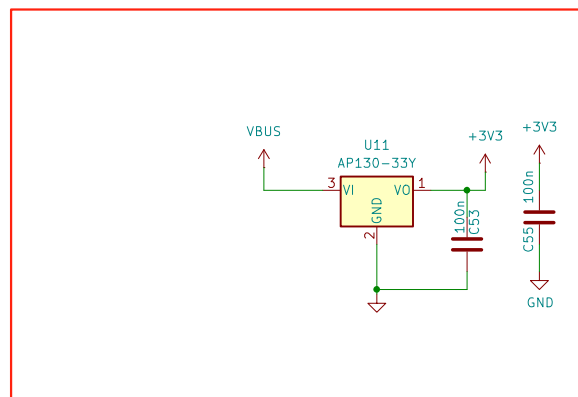 VBUS
U11
AP130-33Y
+3V3
+3V3
3
VI
VO
1
GND
2
100n
C53
100n
C55
GND